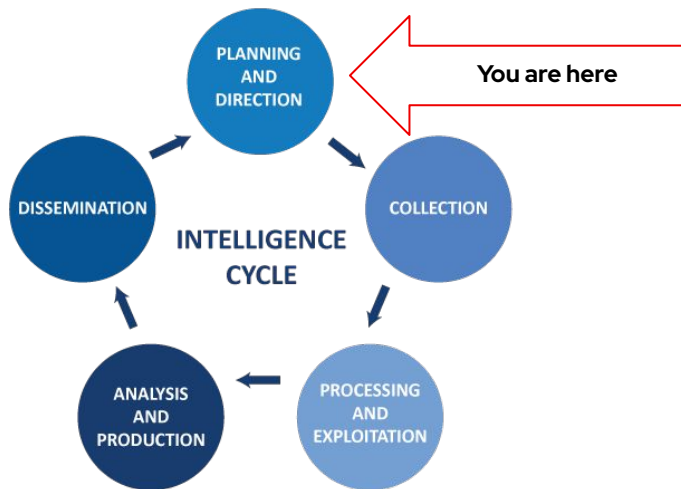 PLANNING
AND
DIRECTION
You are here
COLLECTION
PROCESSING
AND
EXPLOITATION
ANALYSIS
AND
PRODUCTION
DISSEMINATION
INTELLIGENCE
CYCLE